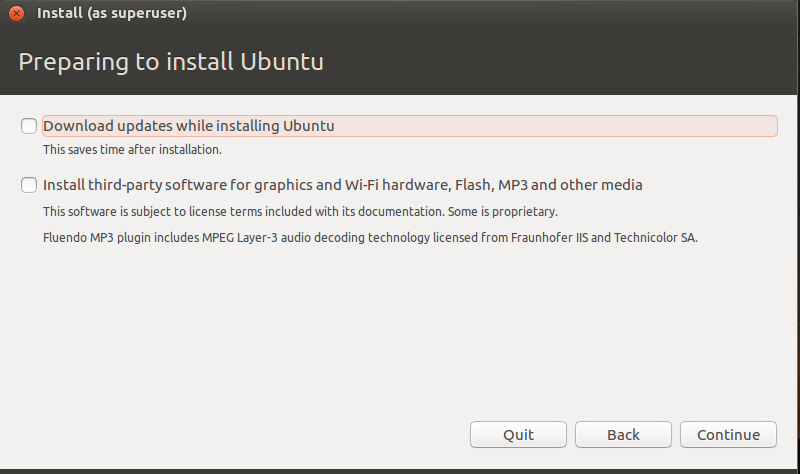 Install (as superuser)
Preparing to install Ubuntu
Download updates while installing Ubuntu
This saves time after installation.
Install third-party software for graphics and Wi-Fi hardware, Flash, MP3 and other media
This software is subject to license terms included with its documentation. Some is proprietary.
Fluendo MP3 plugin includes MPEG Layer-3 audio decoding technology licensed from Fraunhofer IIS and Technicolor SA.
Quit Back Continue